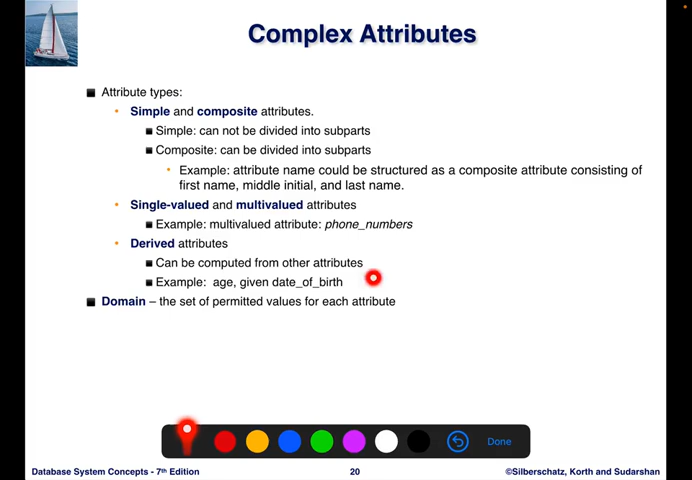 Complex Attributes
Attribute types:
Simple and composite attributes.
Simple: can not be divided into subparts
Composite: can be divided into subparts
Example: attribute name could be structured as a composite attribute consisting of
first name, middle initial, and last name.
Single-valued and multivalued attributes
Example: multivalued attribute: phone_numbers
Derived attributes
Can be computed from other attributes
Example: age, given date_of_birth
Domain – the set of permitted values for each attribute
Done
Database System Concepts - 7th Edition
20
©Silberschatz, Korth and Sudarshan